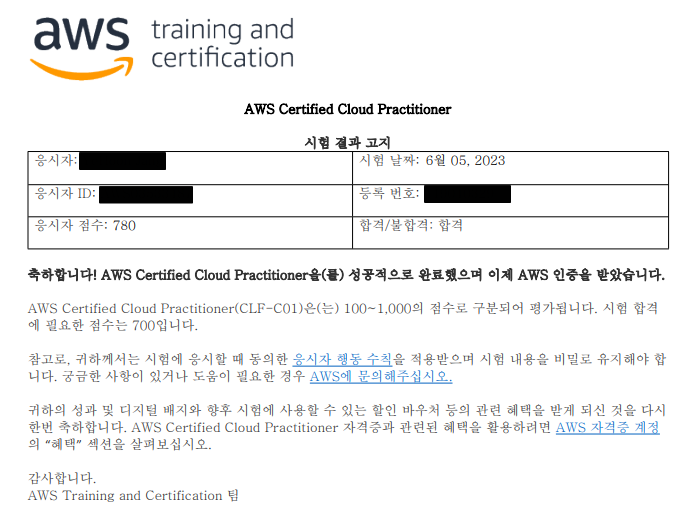 aws training and
certification
AWS Certified Cloud Practitioner
시험 결과 고지
응시자:
시험 날짜: 6월 05, 2023
응시자 ID:
등록 번호:
응시자 점수: 780
합격/불합격: 합격
축하합니다! AWS Certified Cloud Practitioner을(를) 성공적으로 완료했으며 이제 AWS 인증을 받았습니다.
AWS Certified Cloud Practitioner(CLF-C01)은(는) 100~1,000의 점수로 구분되어 평가됩니다. 시험 합격
에 필요한 점수는 700입니다.
참고로, 귀하께서는 시험에 응시할 때 동의한 응시자 행동 수칙을 적용받으며 시험 내용을 비밀로 유지해야 합
니다. 궁금한 사항이 있거나 도움이 필요한 경우 AWS에 문의해주십시오.
귀하의 성과 및 디지털 배지와 향후 시험에 사용할 수 있는 할인 바우처 등의 관련 혜택을 받게 되신 것을 다시
한번 축하합니다. AWS Certified Cloud Practitioner 자격증과 관련된 혜택을 활용하려면 AWS 자격증 계정
의 “혜택” 섹션을 살펴보십시오.
감사합니다.
AWS Training and Certification 팀